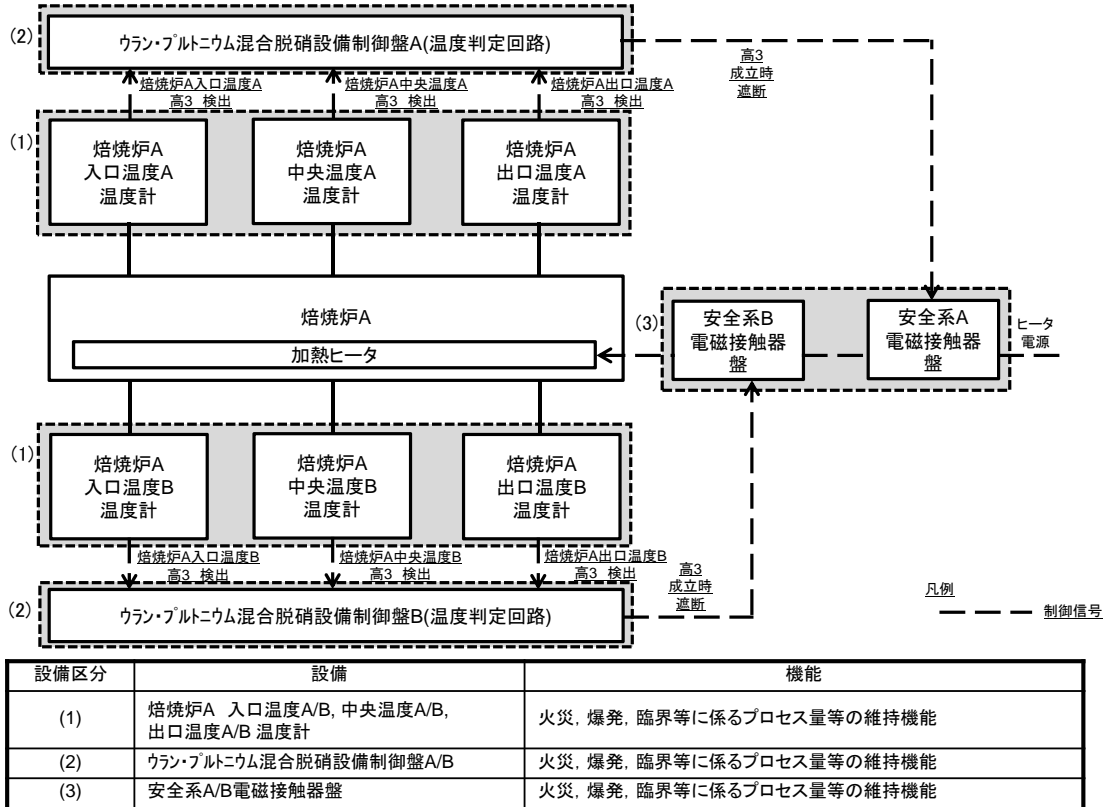 (2)
ウラン・プルトニウム混合脱硝設備制御盤A(温度判定回路)
高3
成立時
遮断
焙焼炉A入口温度A
高3 検出
焙焼炉A中央温度A
高3 検出
焙焼炉A出口温度A
高3 検出
(1)
焙焼炉A
入口温度A
温度計
焙焼炉A
中央温度A
温度計
焙焼炉A
出口温度A
温度計
焙焼炉A
加熱ヒータ
(3)
安全系B
電磁接触器
盤
安全系A
電磁接触器
盤
ヒータ
電源
(1)
焙焼炉A
入口温度B
温度計
焙焼炉A
中央温度B
温度計
焙焼炉A
出口温度B
温度計
焙焼炉A入口温度B
高3 検出
焙焼炉A中央温度B
高3 検出
焙焼炉A出口温度B
高3 検出
(2)
ウラン・プルトニウム混合脱硝設備制御盤B(温度判定回路)
高3
成立時
遮断
凡例
制御信号
設備区分 設備 機能
(1) 焙焼炉A 入口温度A/B, 中央温度A/B,
出口温度A/B 温度計
火災, 爆発, 臨界等に係るプロセス量等の維持機能
(2) ウラン・プルトニウム混合脱硝設備制御盤A/B 火災, 爆発, 臨界等に係るプロセス量等の維持機能
(3) 安全系A/B電磁接触器盤 火災, 爆発, 臨界等に係るプロセス量等の維持機能